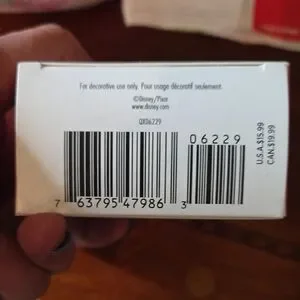 For decorative use only. Pour usage décoratif seulement.
©Disney/Pixar
www.disney.com
QXI6229
06229
7 63795 47986 3
U.S.A.$15.99
CAN.$19.99